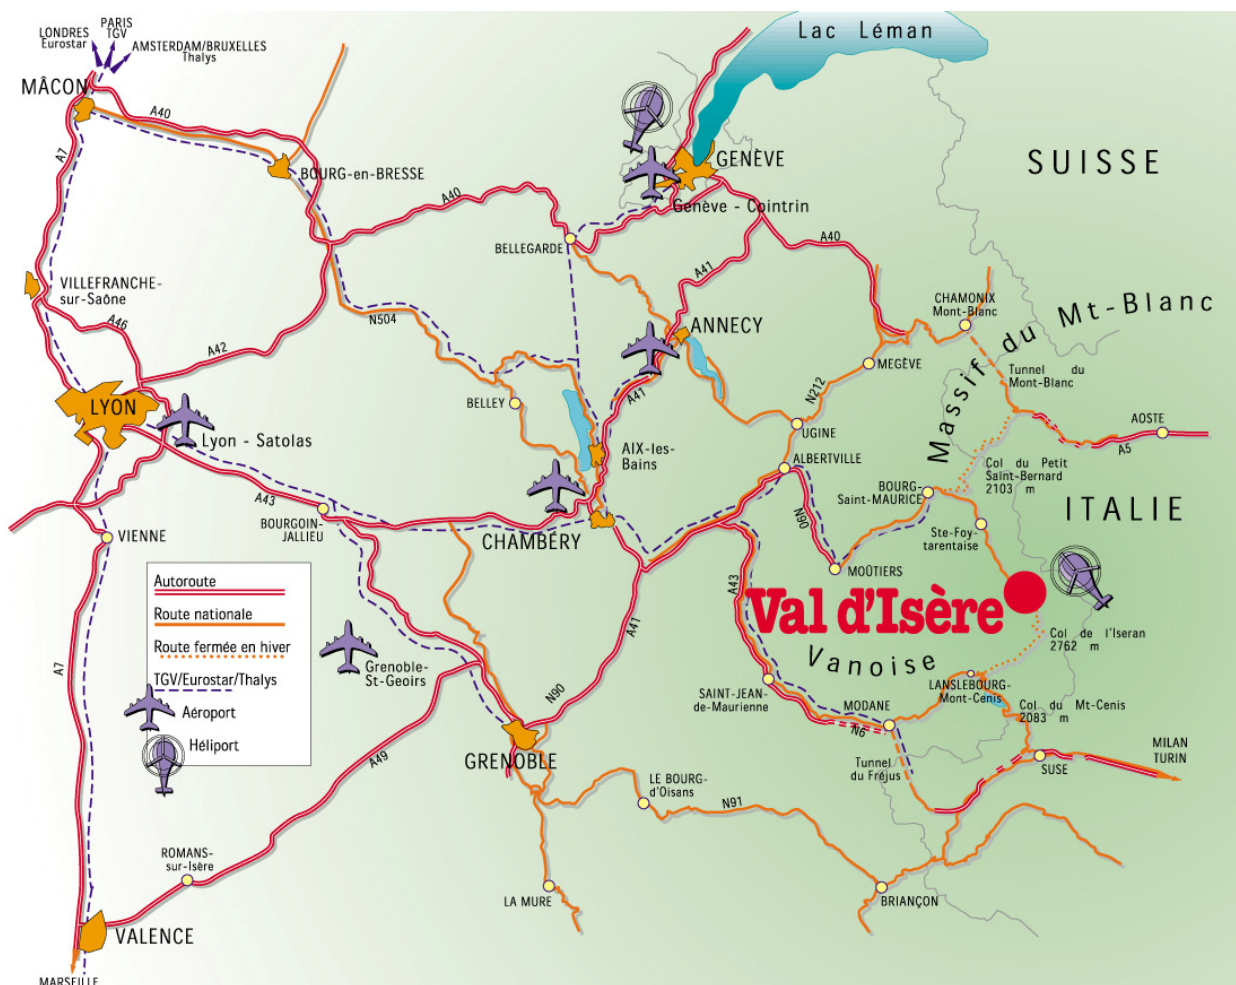 LONDRES
Eurostar
PARIS
TGV
AMSTERDAM/BRUXELLES
Thalys
Lac Léman
MÂCON
A40
A7
BOURG-en-BRESSE
GENÈVE
SUISSE
Genève - Cointrin
A40
BELLEGARDE
A40
A41
VILLEFRANCHE-
sur-Saône
A46
N504
A42
ANNECY
CHAMONIX
Mont-Blanc
Massif du Mt-Blanc
MEGÈVE
Tunnel du
Mont-Blanc
N212
A41
BELLEY
LYON
Lyon - Satolas
UGINE
AOSTE
A5
AIX-les-
Bains
ALBERTVILLE
Col du Petit
Saint-Bernard
2103 m
BOURG-
Saint-MAURICE
A43
BOURGOIN-
JALLIEU
N90
ITALIE
VIENNE
CHAMBÉRY
Ste-Foy-
tarentaise
MOÛTIERS
Autoroute
Route nationale
Route fermée en hiver
TGV/Eurostar/Thalys
Aéroport
Héliport
A43
Val d'Isère
A41
Col de l'Iseran
2762 m
Vanoise
A7
Grenoble-
St-Geoirs
N90
SAINT-JEAN-
de-Maurienne
LANSLEBOURG-
Mont-Cenis
MODANE
Col du Mt-Cenis
2083 m
N6
GRENOBLE
A49
Tunnel
du Fréjus
SUSE
MILAN
TURIN
LE BOURG-
d'Oisans
N91
ROMANS-
sur-Isère
LA MURE
BRIANÇON
VALENCE
MARSEILLE